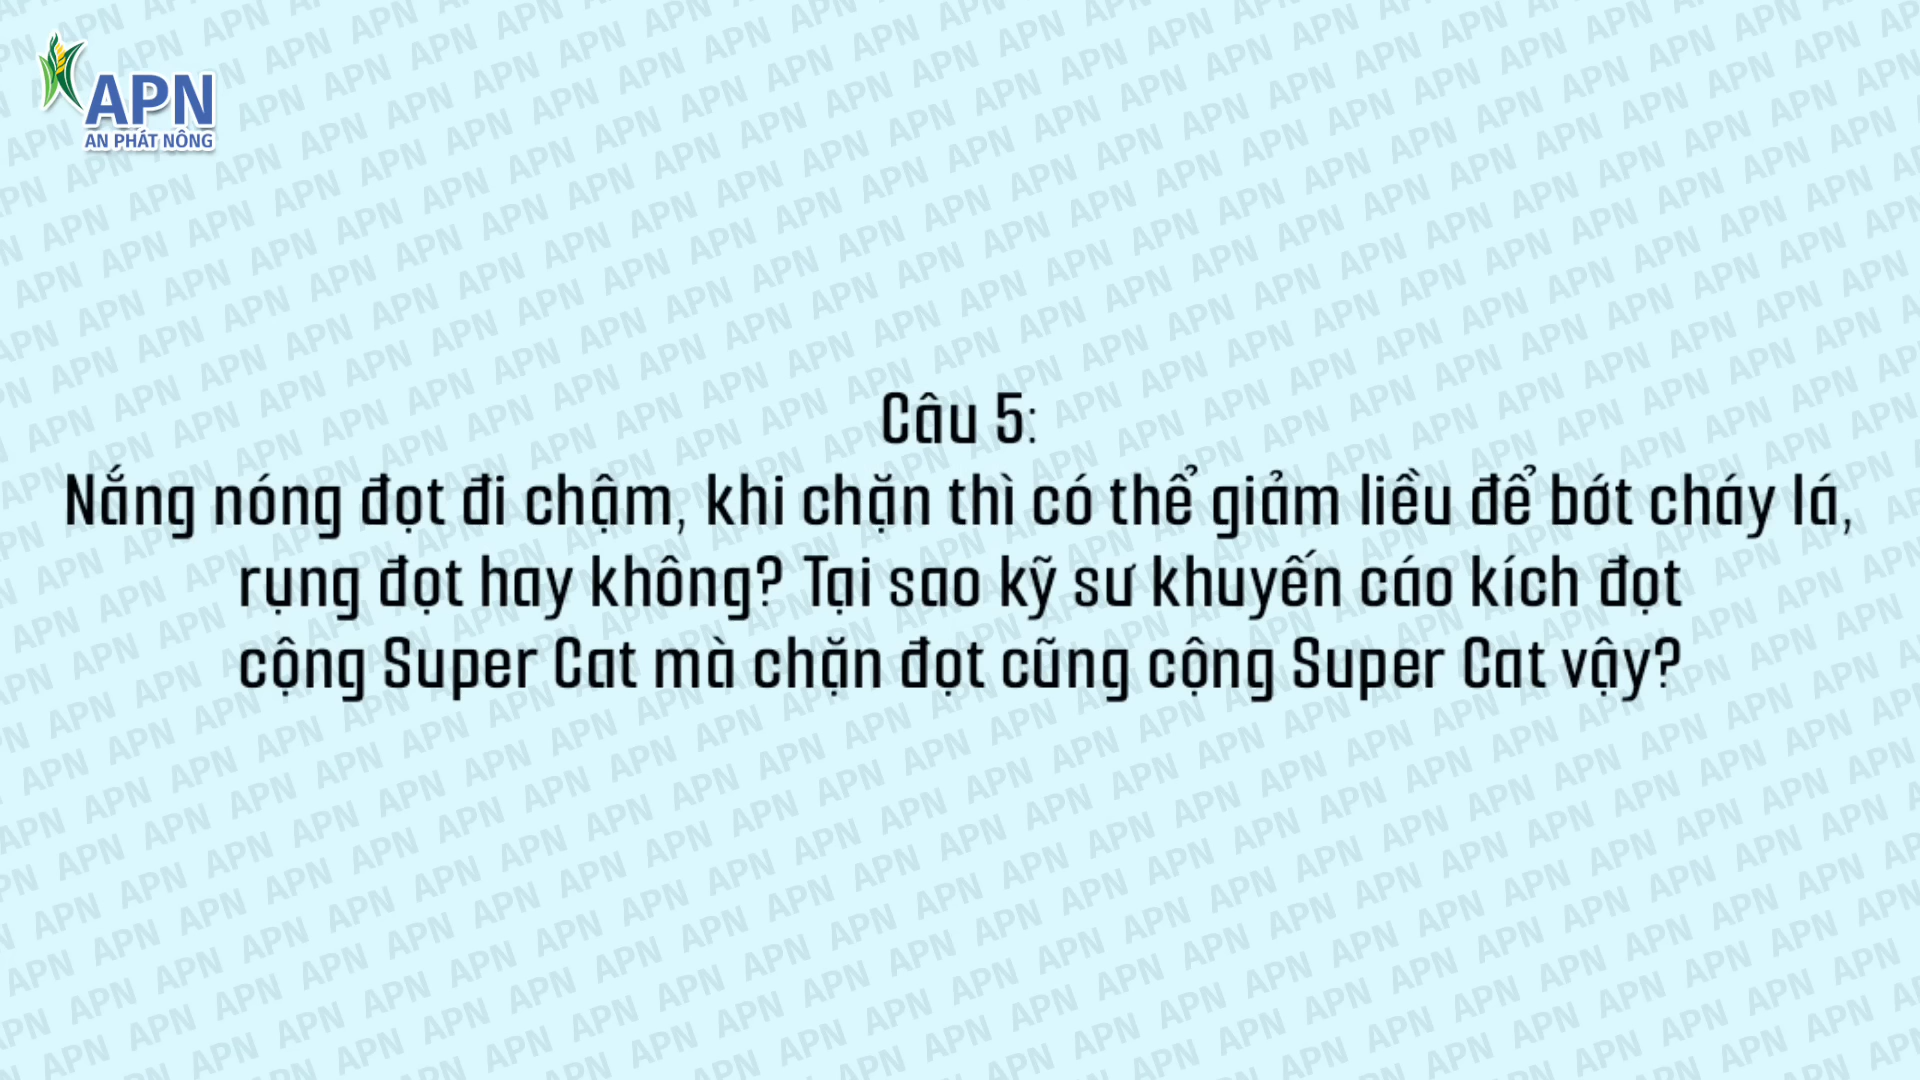 APN
AN PHÁT NÔNG
Câu 5:
Nắng nóng đọt đi chậm, khi chặn thì có thể giảm liều để bớt cháy lá,
rụng đọt hay không? Tại sao kỹ sư khuyến cáo kích đọt
cộng Super Cat mà chặn đọt cũng cộng Super Cat vậy?